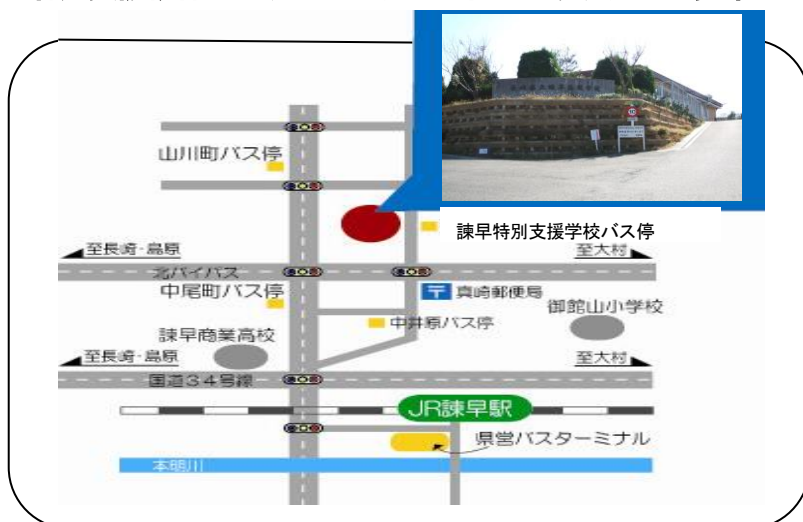 山川町バス停
諫早特別支援学校バス停
至長崎・島原
至大村
北バイパス
中尾町バス停
〒 真崎郵便局
御館山小学校
中井原バス停
諫早商業高校
至長崎・島原
至大村
国道34号線
JR諫早駅
県営バスターミナル
本明川